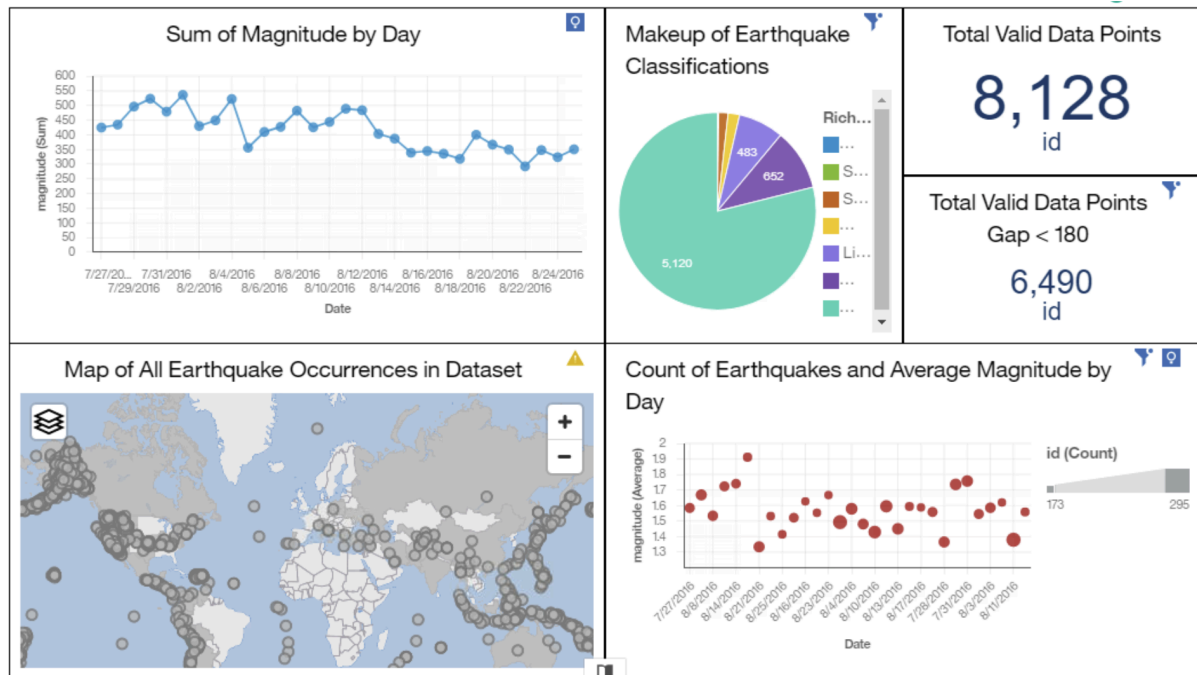 Sum of Magnitude by Day
600
550
500
450
400
350
300
250
200
150
100
50
0
magnitude (Sum)
7/27/20... 7/31/2016 8/4/2016 8/8/2016 8/12/2016 8/16/2016 8/20/2016 8/24/2016
7/29/2016 8/2/2016 8/6/2016 8/10/2016 8/14/2016 8/18/2016 8/22/2016
Date
Makeup of Earthquake
Classifications
483
652
5,120
Rich...
...
S...
S...
...
Li...
...
...
Total Valid Data Points
8,128
id
Total Valid Data Points
Gap < 180
6,490
id
Map of All Earthquake Occurrences in Dataset
+
−
Count of Earthquakes and Average Magnitude by
Day
2
1.9
1.8
1.7
1.6
1.5
1.4
1.3
magnitude (Average)
7/27/2016 8/8/2016 8/14/2016 8/21/2016 8/25/2016 8/16/2016 8/23/2016 8/4/2016 8/10/2016 8/13/2016 8/17/2016 7/28/2016 7/31/2016 8/3/2016 8/11/2016
Date
id (Count)
173 295